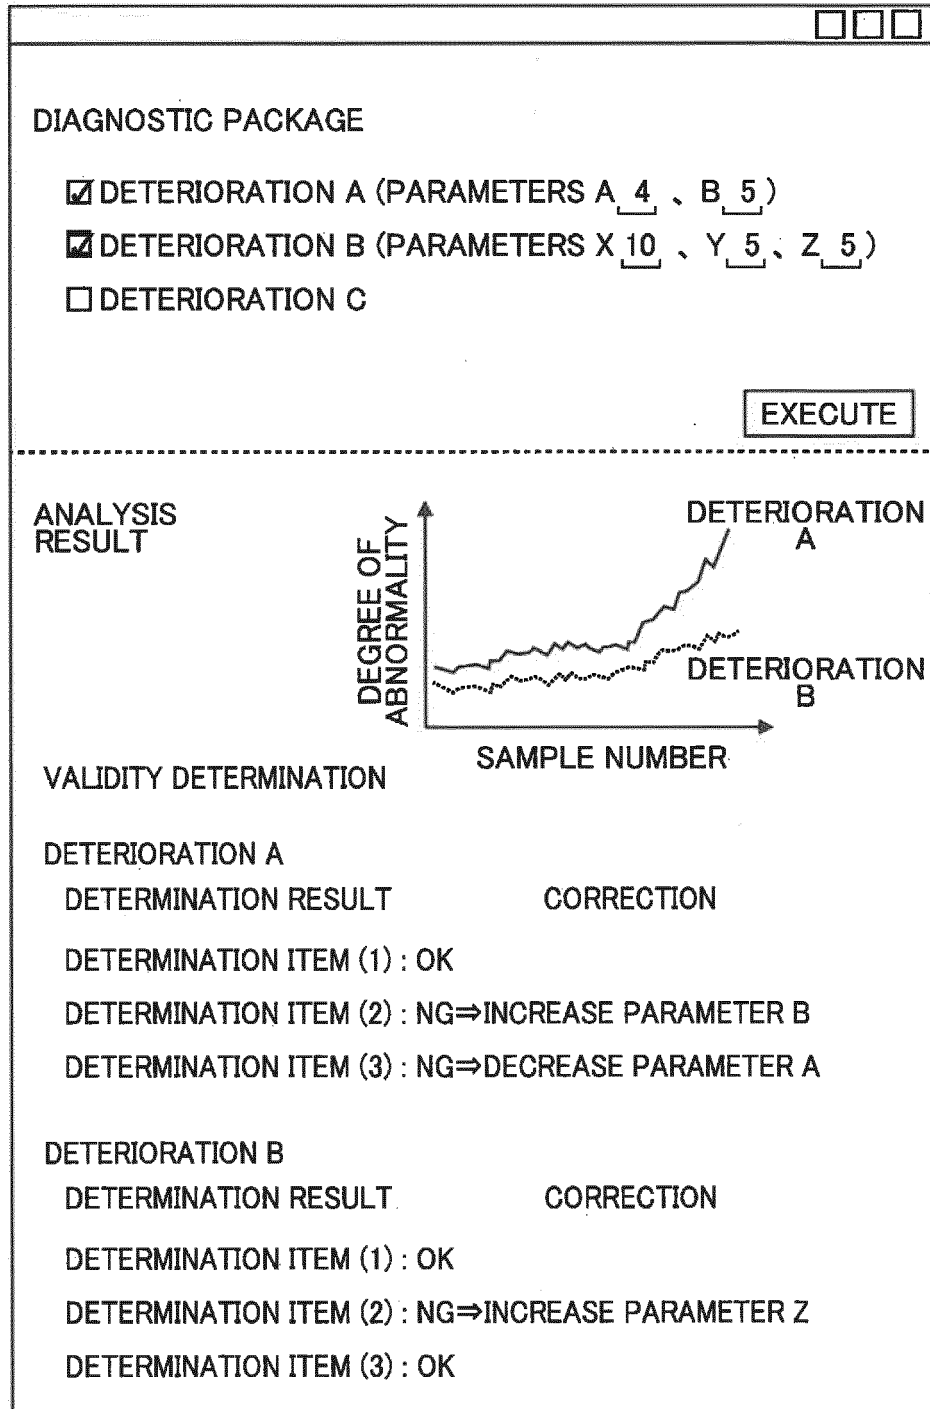 DIAGNOSTIC PACKAGE
DETERIORATION A (PARAMETERS A 4 、 B 5 )
DETERIORATION B (PARAMETERS X 10 、 Y 5 、 Z 5 )
DETERIORATION C
EXECUTE
ANALYSIS
RESULT
DEGREE OF
ABNORMALITY
DETERIORATION
A
DETERIORATION
B
SAMPLE NUMBER
VALIDITY DETERMINATION
DETERIORATION A
DETERMINATION RESULT CORRECTION
DETERMINATION ITEM (1) : OK
DETERMINATION ITEM (2) : NG⇒INCREASE PARAMETER B
DETERMINATION ITEM (3) : NG⇒DECREASE PARAMETER A
DETERIORATION B
DETERMINATION RESULT CORRECTION
DETERMINATION ITEM (1) : OK
DETERMINATION ITEM (2) : NG⇒INCREASE PARAMETER Z
DETERMINATION ITEM (3) : OK